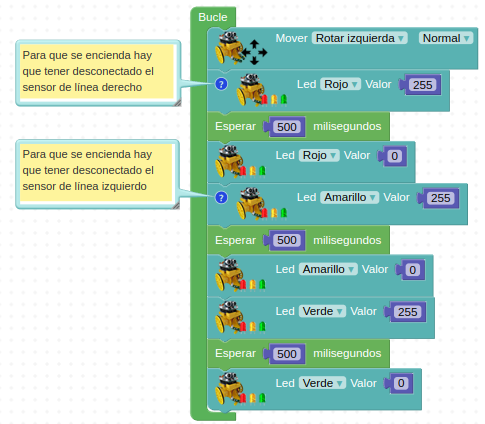 Bucle
Mover Rotar izquierda ▾ Normal ▾
Para que se encienda hay
que tener desconectado el
sensor de línea derecho
? Led Rojo ▾ Valor 255
Esperar 500 milisegundos
Led Rojo ▾ Valor 0
Para que se encienda hay
que tener desconectado el
sensor de línea izquierdo
? Led Amarillo ▾ Valor 255
Esperar 500 milisegundos
Led Amarillo ▾ Valor 0
Led Verde ▾ Valor 255
Esperar 500 milisegundos
Led Verde ▾ Valor 0